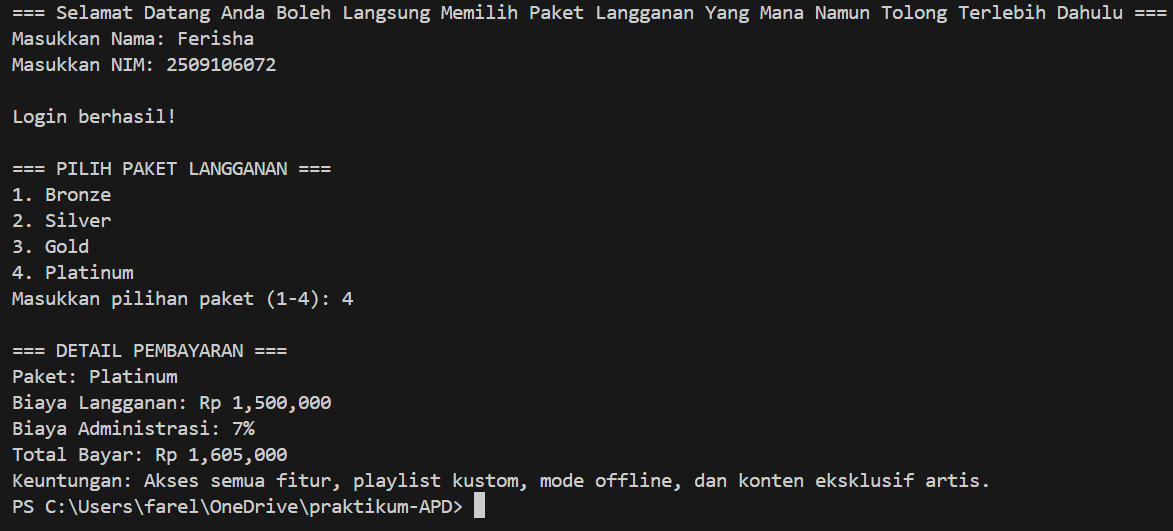 === Selamat Datang Anda Boleh Langsung Memilih Paket Langganan Yang Mana Namun Tolong Terlebih Dahulu ===
Masukkan Nama: Ferisha
Masukkan NIM: 2509106072
Login berhasil!
=== PILIH PAKET LANGGANAN ===
1. Bronze
2. Silver
3. Gold
4. Platinum
Masukkan pilihan paket (1-4): 4
=== DETAIL PEMBAYARAN ===
Paket: Platinum
Biaya Langganan: Rp 1,500,000
Biaya Administrasi: 7%
Total Bayar: Rp 1,605,000
Keuntungan: Akses semua fitur, playlist kustom, mode offline, dan konten eksklusif artis.
PS C:\Users\farel\OneDrive\praktikum-APD>